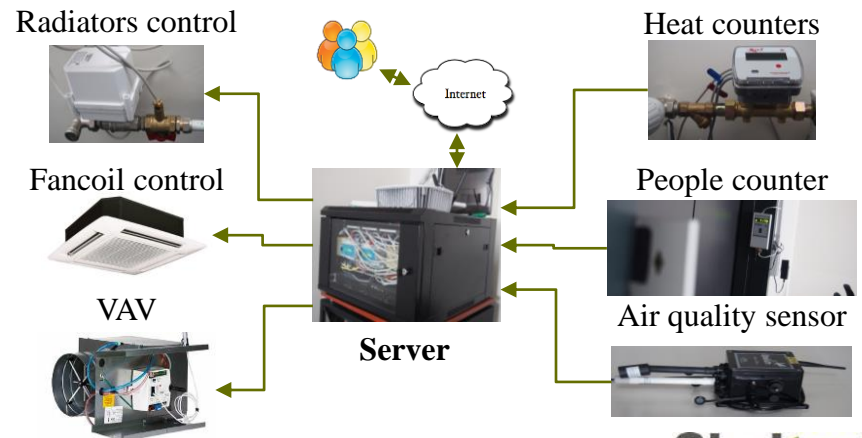 Radiators control
Heat counters
Internet
Fancoil control
People counter
VAV
Air quality sensor
Server